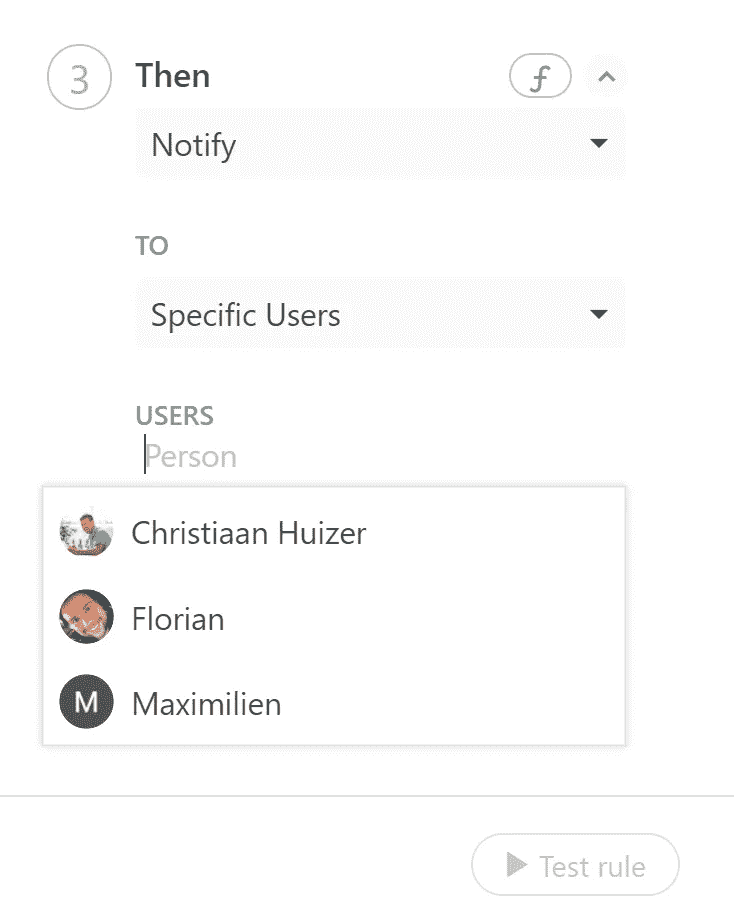 3 Then ƒ
Notify
TO
Specific Users
USERS
Person
Christiaan Huizer
Florian
M Maximilien
Test rule